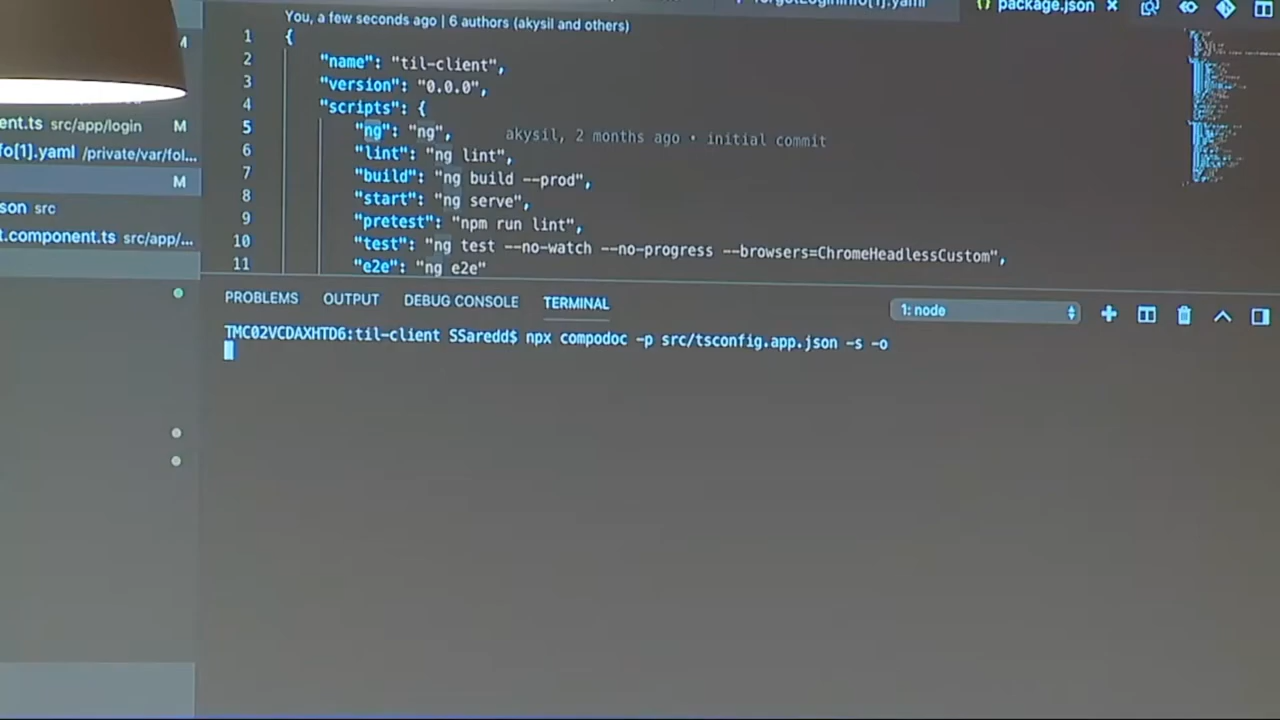 package.json ×
You, a few seconds ago | 6 authors (akysil and others)
1 {
2 "name": "til-client",
3 "version": "0.0.0",
4 "scripts": {
5 "ng": "ng", akysil, 2 months ago • initial commit
6 "lint": "ng lint",
7 "build": "ng build --prod",
8 "start": "ng serve",
9 "pretest": "npm run lint",
10 "test": "ng test --no-watch --no-progress --browsers=ChromeHeadlessCustom",
11 "e2e": "ng e2e"
M
ent.ts src/app/login M
fo[1].yaml /private/var/fol...
M
son src
t.component.ts src/app/...
PROBLEMS OUTPUT DEBUG CONSOLE TERMINAL 1: node
TMC02VCDAXHTD6:til-client SSaredd$ npx compodoc -p src/tsconfig.app.json -s -o